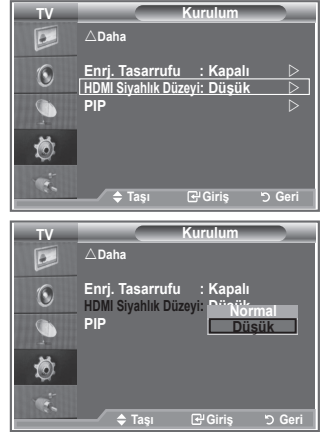 TV Kurulum
△Daha
Enrj. Tasarrufu : Kapalı ▷
HDMI Siyahlık Düzeyi: Düşük ▷
PIP ▷
Taşı Giriş Geri
TV Kurulum
△Daha
Enrj. Tasarrufu : Kapalı
HDMI Siyahlık Düzeyi: Düşük
Normal
PIP
Düşük
Taşı Giriş Geri